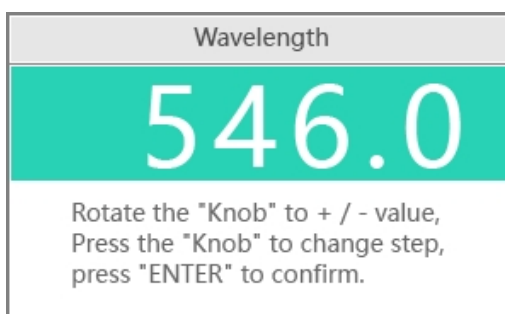 Wavelength
546.0
Rotate the "Knob" to + / - value,
Press the "Knob" to change step,
press "ENTER" to confirm.